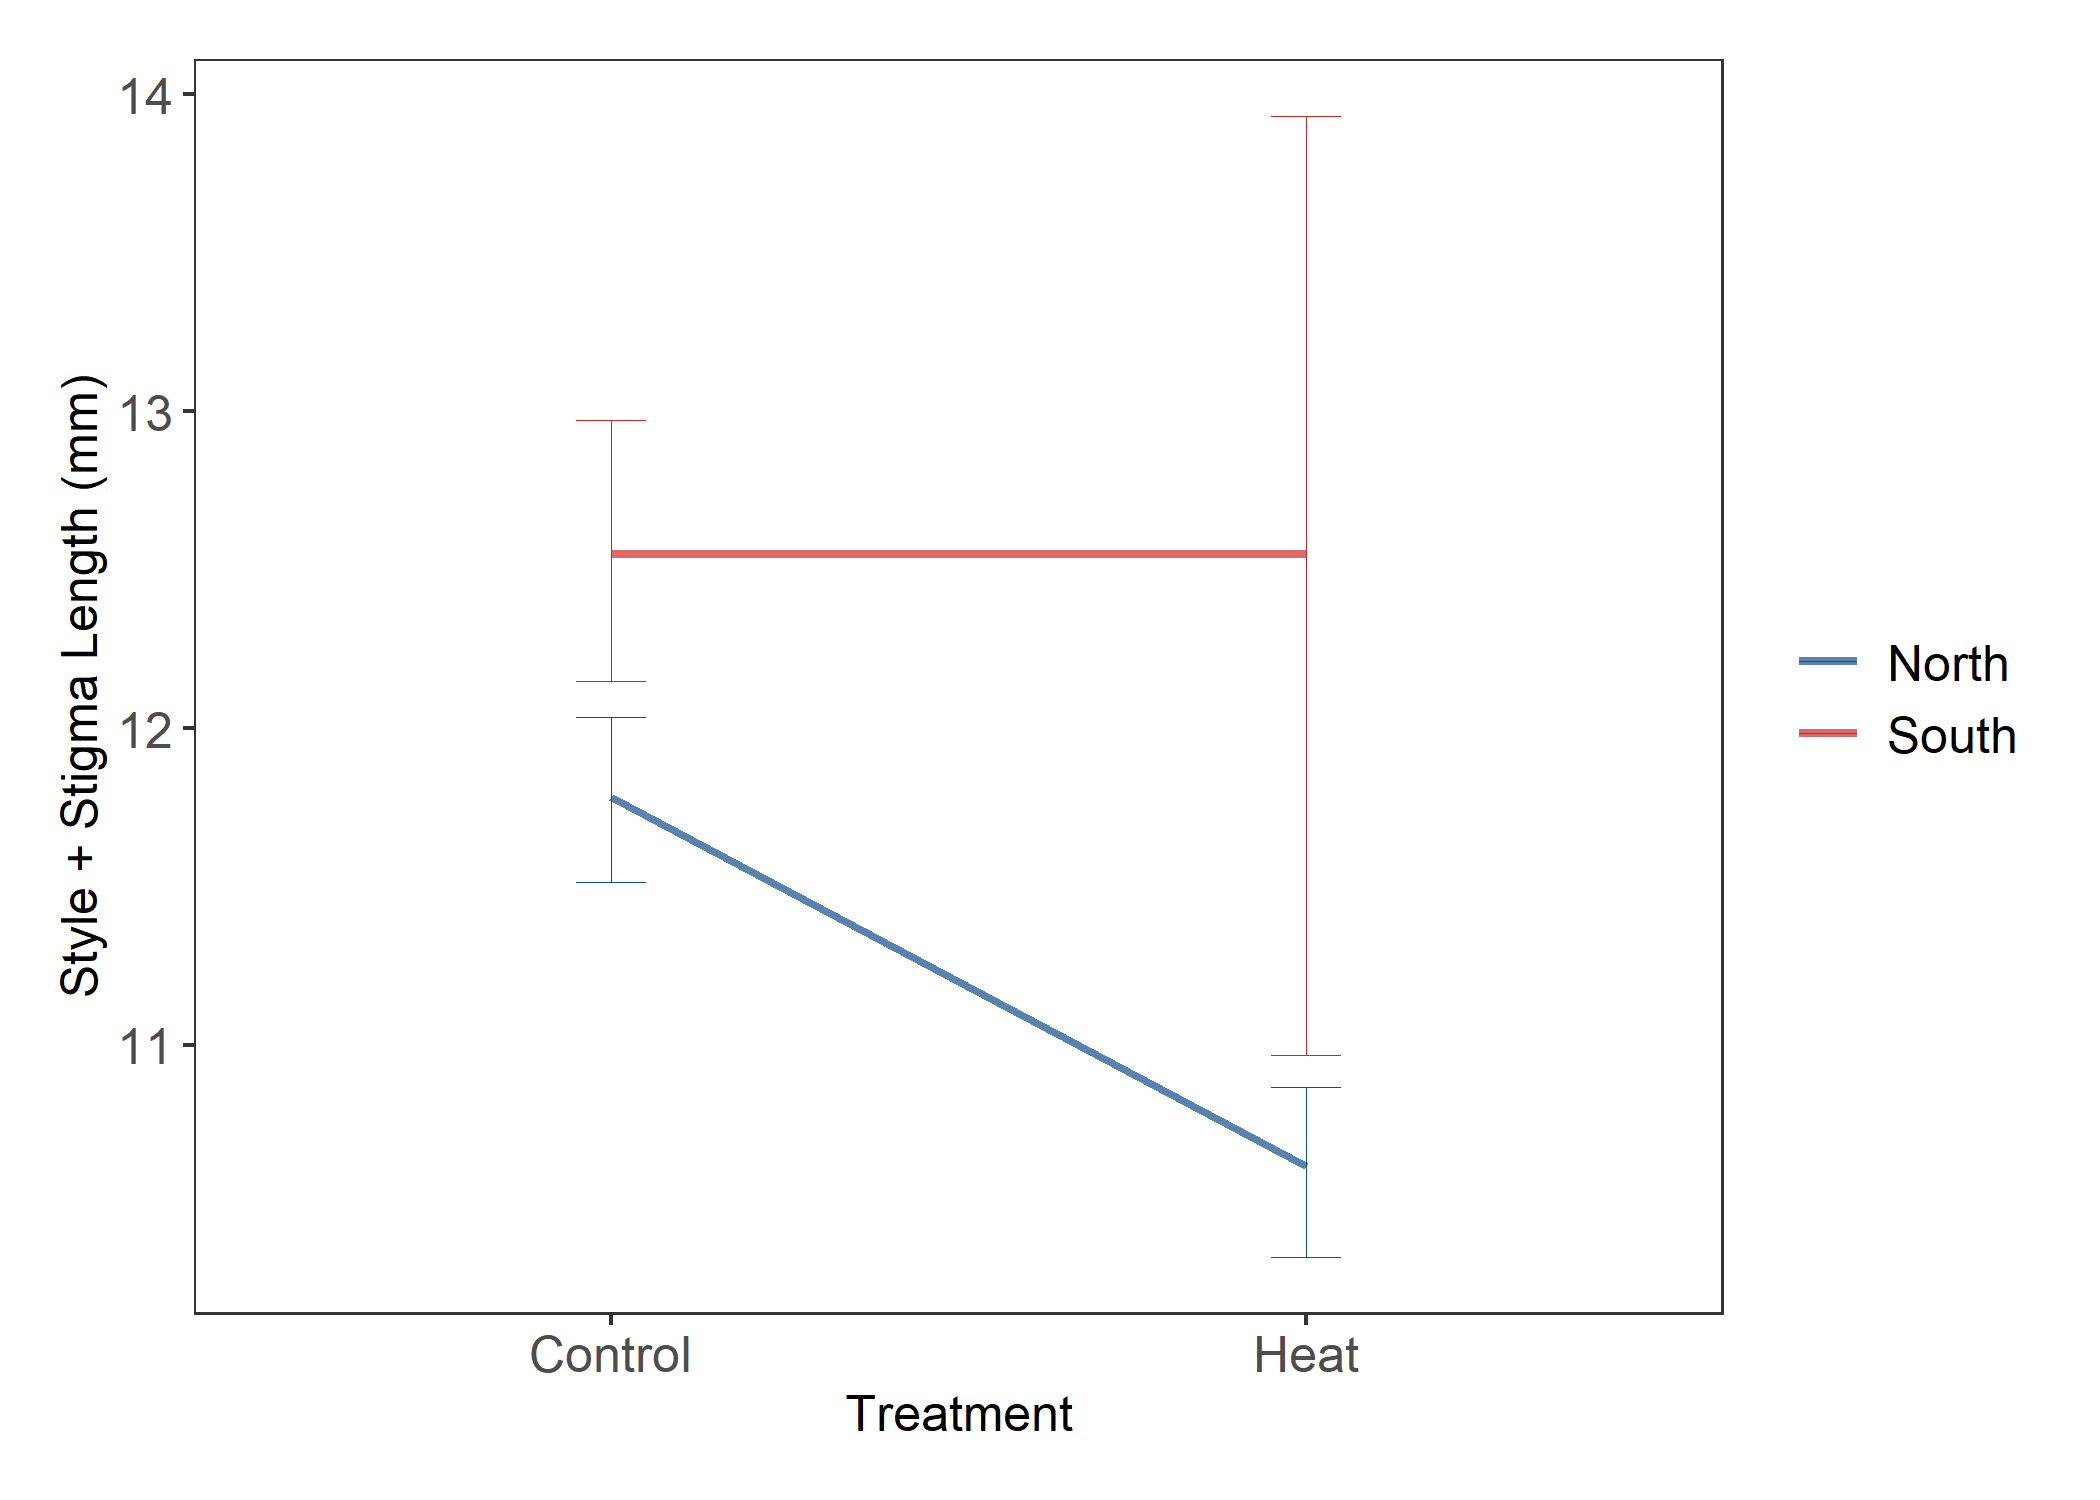 14
13
12
11
Style + Stigma Length (mm)
Control
Heat
Treatment
North
South